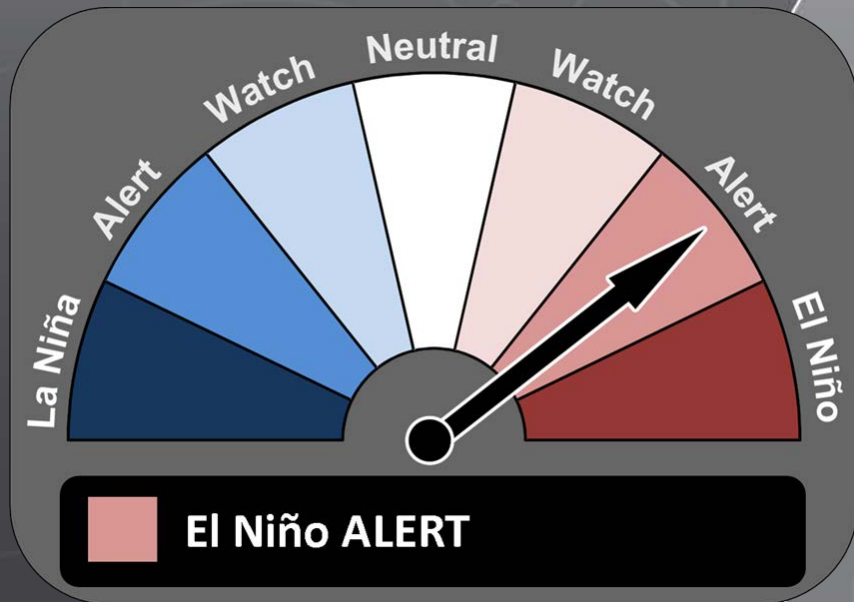 La Niña
Alert
Watch
Neutral
Watch
Alert
El Niño
El Niño ALERT